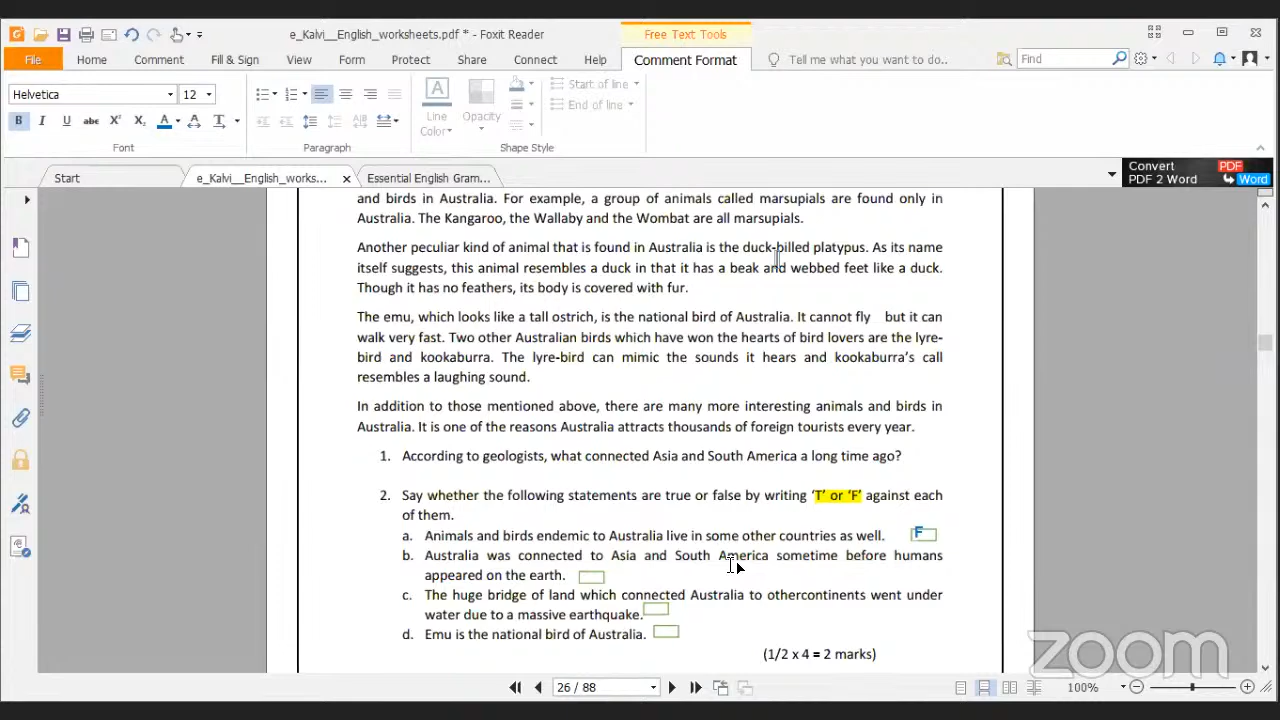 e_Kalvi_English_worksheets.pdf * - Foxit Reader
Free Text Tools
File Home Comment Fill & Sign View Form Protect Share Connect Help Comment Format Tell me what you want to do.. Find
Helvetica 12
Line Color
Opacity
Start of line
End of line
B I U abc X² X₂ A A T
Font Paragraph Shape Style
Start e_Kalvi__English_works... Essential English Gram...
Convert PDF
PDF 2 Word Word
and birds in Australia. For example, a group of animals called marsupials are found only in
Australia. The Kangaroo, the Wallaby and the Wombat are all marsupials.
Another peculiar kind of animal that is found in Australia is the duck-billed platypus. As its name
itself suggests, this animal resembles a duck in that it has a beak and webbed feet like a duck.
Though it has no feathers, its body is covered with fur.
The emu, which looks like a tall ostrich, is the national bird of Australia. It cannot fly but it can
walk very fast. Two other Australian birds which have won the hearts of bird lovers are the lyre-
bird and kookaburra. The lyre-bird can mimic the sounds it hears and kookaburra's call
resembles a laughing sound.
In addition to those mentioned above, there are many more interesting animals and birds in
Australia. It is one of the reasons Australia attracts thousands of foreign tourists every year.
1. According to geologists, what connected Asia and South America a long time ago?
2. Say whether the following statements are true or false by writing 'T' or 'F' against each
of them.
a. Animals and birds endemic to Australia live in some other countries as well. F
b. Australia was connected to Asia and South America sometime before humans
appeared on the earth.
c. The huge bridge of land which connected Australia to othercontinents went under
water due to a massive earthquake.
d. Emu is the national bird of Australia.
(1/2 x 4 = 2 marks)
26 / 88
100%
zoom